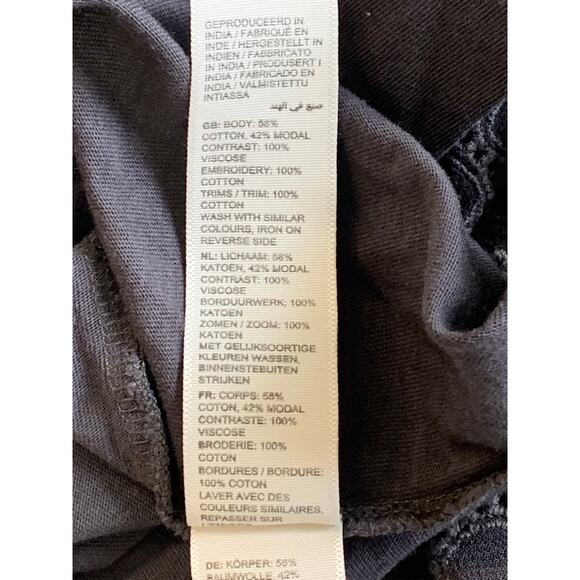 GEPRODUCEERD IN
INDIA / FABRIQUÉ EN
INDE / HERGESTELLT IN
INDIEN / FABBRICATO
IN INDIA / PRODUSERT I
INDIA / FABRICADO EN
INDIA / VALMISTETTU
INTIASSA
صنع في الهند
GB: BODY: 58%
COTTON, 42% MODAL
CONTRAST: 100%
VISCOSE
EMBROIDERY: 100%
COTTON
TRIMS / TRIM: 100%
COTTON
WASH WITH SIMILAR
COLOURS, IRON ON
REVERSE SIDE
NL: LICHAAM: 58%
KATOEN, 42% MODAL
CONTRAST: 100%
VISCOSE
BORDUURWERK: 100%
KATOEN
ZOMEN / ZOOM: 100%
KATOEN
MET GELIJKSOORTIGE
KLEUREN WASSEN,
BINNENSTEBUITEN
STRIJKEN
FR: CORPS: 58%
COTON, 42% MODAL
CONTRASTE: 100%
VISCOSE
BRODERIE: 100%
COTON
BORDURES / BORDURE:
100% COTON
LAVER AVEC DES
COULEURS SIMILAIRES,
REPASSER SUR
L'ENVERS
DE: KÖRPER: 58%
BAUMWOLLE, 42%